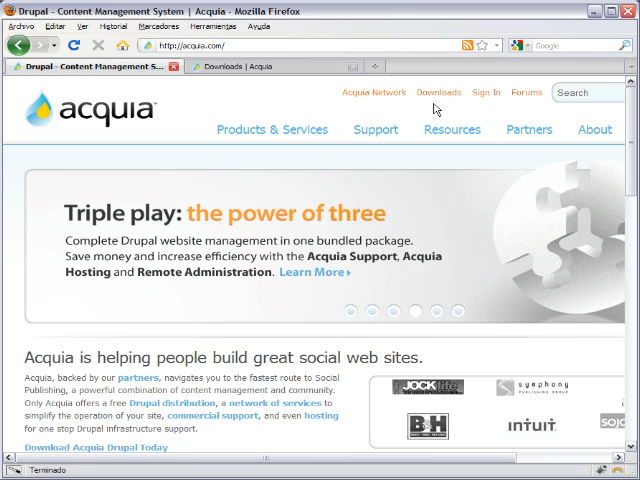 Drupal - Content Management System | Acquia - Mozilla Firefox
Archivo Editar Ver Historial Marcadores Herramientas Ayuda
http://acquia.com/
Google
Drupal - Content Management S...
Downloads | Acquia
Acquia Network Downloads Sign In Forums Search
acquia
Products & Services Support Resources Partners About
Triple play: the power of three
Complete Drupal website management in one bundled package.
Save money and increase efficiency with the Acquia Support, Acquia
Hosting and Remote Administration. Learn More
Acquia is helping people build great social web sites.
Acquia, backed by our partners, navigates you to the fastest route to Social
Publishing, a powerful combination of content management and community.
Only Acquia offers a free Drupal distribution, a network of services to
simplify the operation of your site, commercial support, and even hosting
for one stop Drupal infrastructure support.
Download Acquia Drupal Today
JOCKlife
symphony
PUBLISHING GROUP
B&H
intuit
SOJO
Terminado